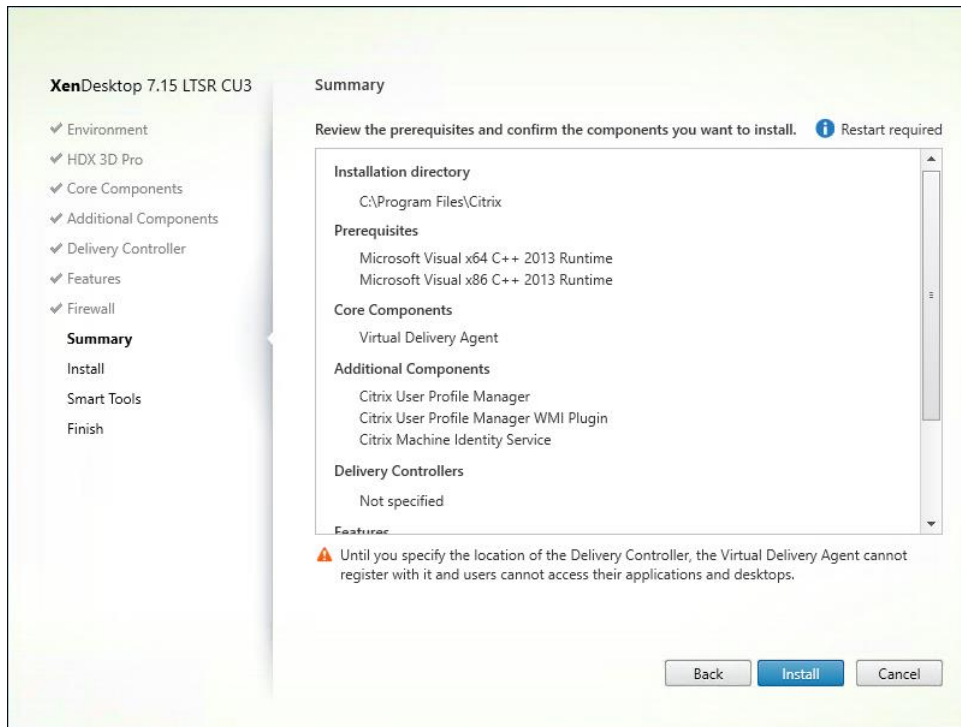 XenDesktop 7.15 LTSR CU3
Environment
HDX 3D Pro
Core Components
Additional Components
Delivery Controller
Features
Firewall
Summary
Install
Smart Tools
Finish
Summary
Review the prerequisites and confirm the components you want to install.
Restart required
Installation directory
C:\Program Files\Citrix
Prerequisites
Microsoft Visual x64 C++ 2013 Runtime
Microsoft Visual x86 C++ 2013 Runtime
Core Components
Virtual Delivery Agent
Additional Components
Citrix User Profile Manager
Citrix User Profile Manager WMI Plugin
Citrix Machine Identity Service
Delivery Controllers
Not specified
Features
Until you specify the location of the Delivery Controller, the Virtual Delivery Agent cannot
register with it and users cannot access their applications and desktops.
Back
Install
Cancel